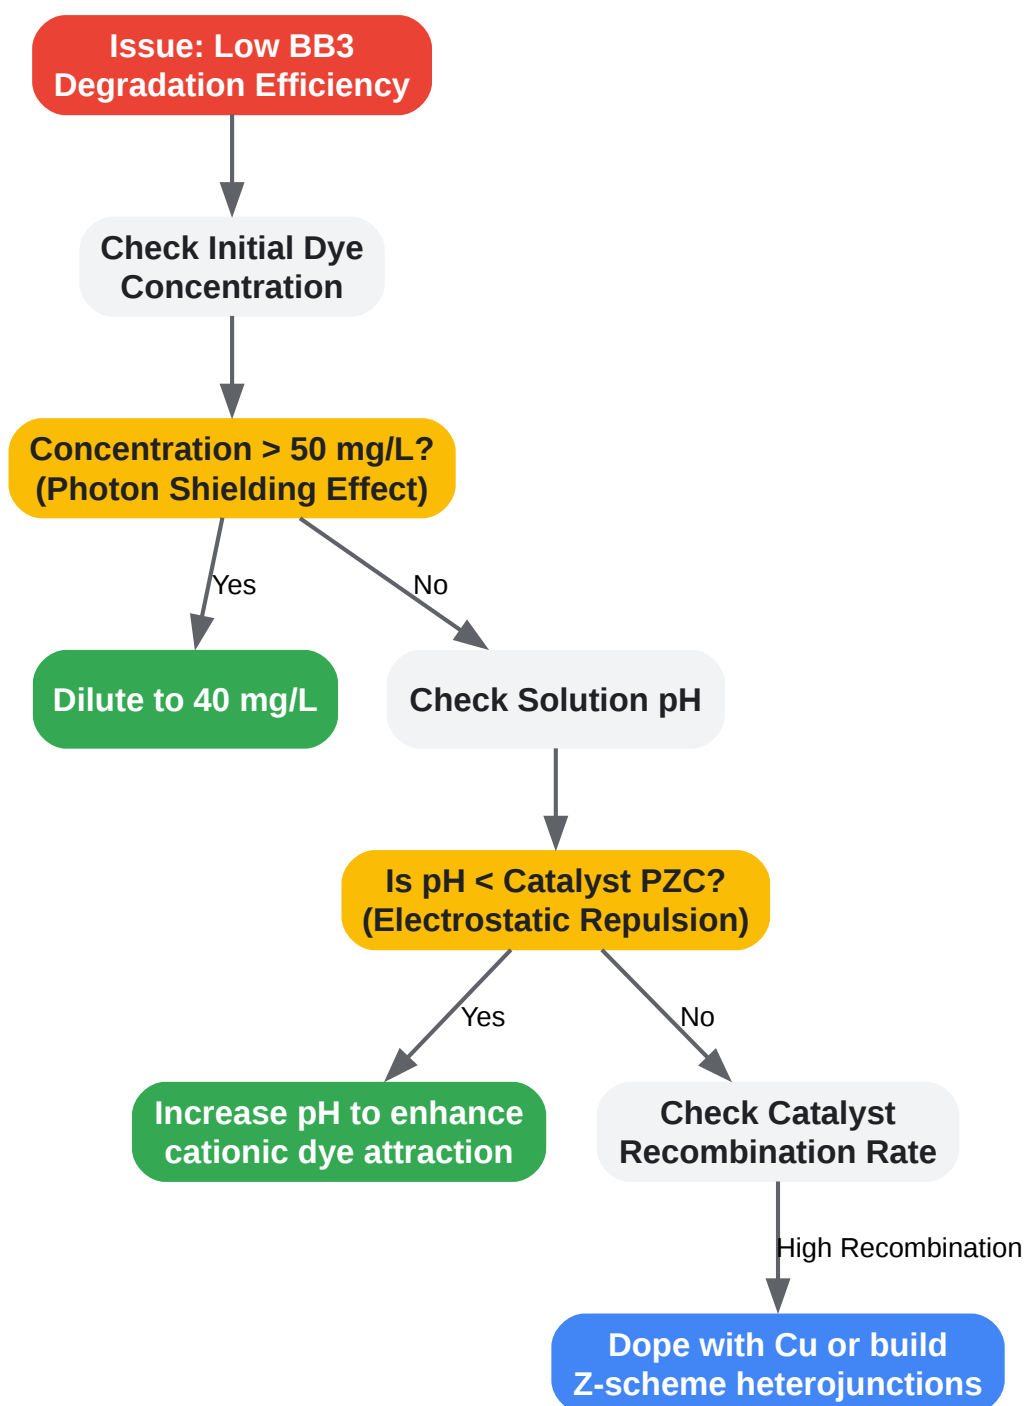 Issue: Low BB3
Degradation Efficiency
Check Initial Dye
Concentration
Concentration > 50 mg/L?
(Photon Shielding Effect)
Yes
No
Dilute to 40 mg/L
Check Solution pH
Is pH < Catalyst PZC?
(Electrostatic Repulsion)
Yes
No
Increase pH to enhance
cationic dye attraction
Check Catalyst
Recombination Rate
High Recombination
Dope with Cu or build
Z-scheme heterojunctions